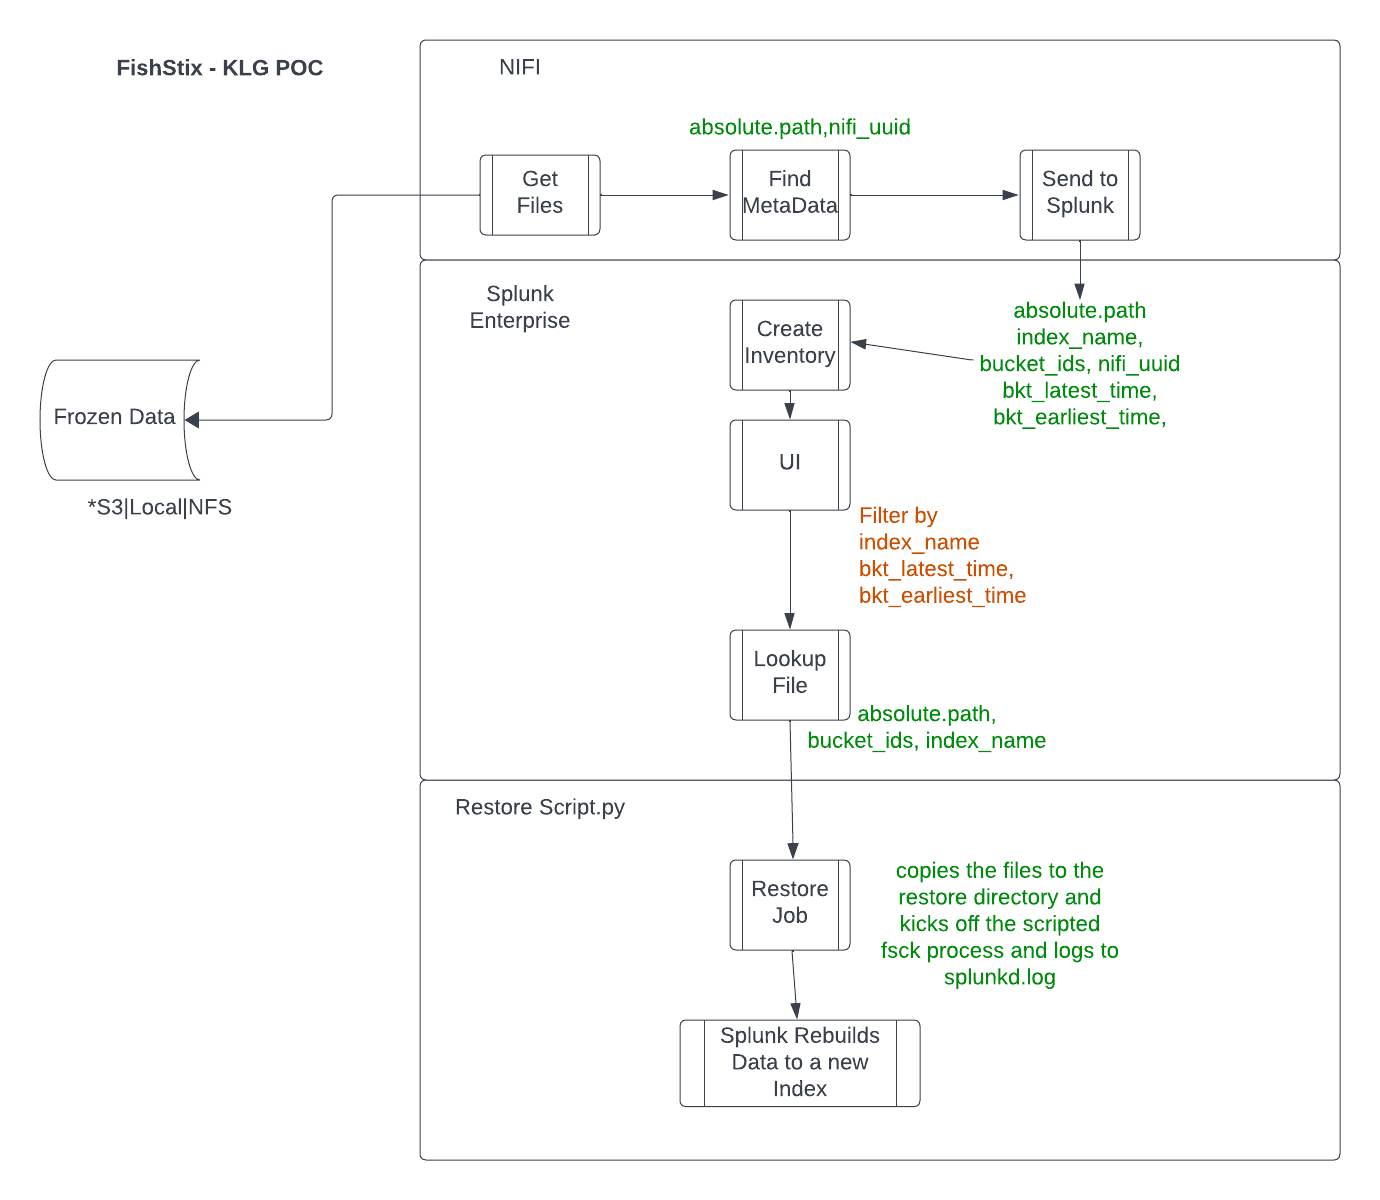 FishStix - KLG POC
NIFI
absolute.path,nifi_uuid
Get
Files
Find
MetaData
Send to
Splunk
Splunk
Enterprise
Create
Inventory
absolute.path
index_name,
bucket_ids, nifi_uuid
bkt_latest_time,
bkt_earliest_time,
Frozen Data
*S3|Local|NFS
UI
Filter by
index_name
bkt_latest_time,
bkt_earliest_time
Lookup
File
absolute.path,
bucket_ids, index_name
Restore Script.py
Restore
Job
copies the files to the
restore directory and
kicks off the scripted
fsck process and logs to
splunkd.log
Splunk Rebuilds
Data to a new
Index